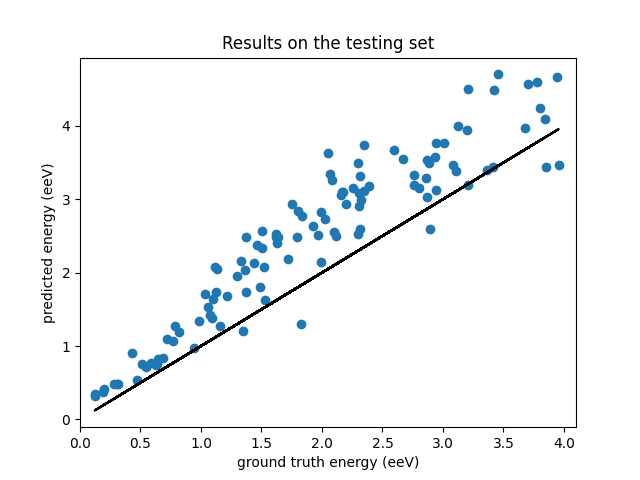 Results on the testing set
predicted energy (eeV)
4
3
2
1
0
0.0 0.5 1.0 1.5 2.0 2.5 3.0 3.5 4.0
ground truth energy (eeV)